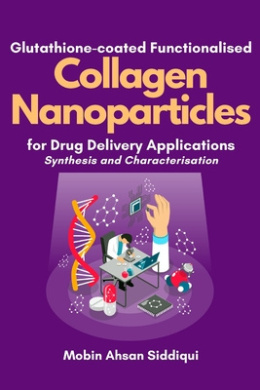 Glutathione-coated Functionalised
Collagen
Nanoparticles
for Drug Delivery Applications
Synthesis and Characterisation
Mobin Ahsan Siddiqui